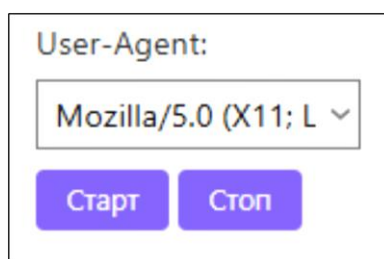 User-Agent:
Mozilla/5.0 (X11; L
Старт Стоп